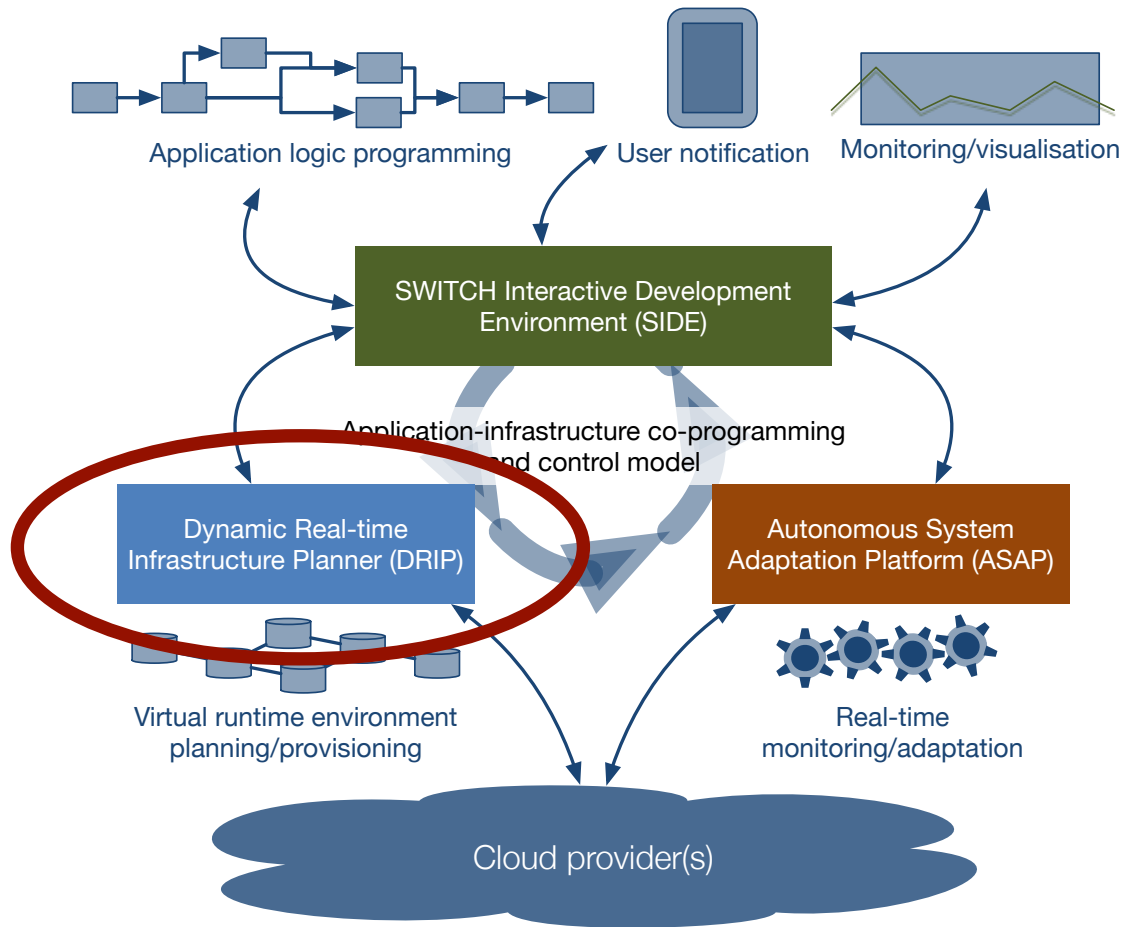 Application logic programming
User notification
Monitoring/visualisation
SWITCH Interactive Development
Environment (SIDE)
Application-infrastructure co-programming
and control model
Dynamic Real-time
Infrastructure Planner (DRIP)
Autonomous System
Adaptation Platform (ASAP)
Virtual runtime environment
planning/provisioning
Real-time
monitoring/adaptation
Cloud provider(s)